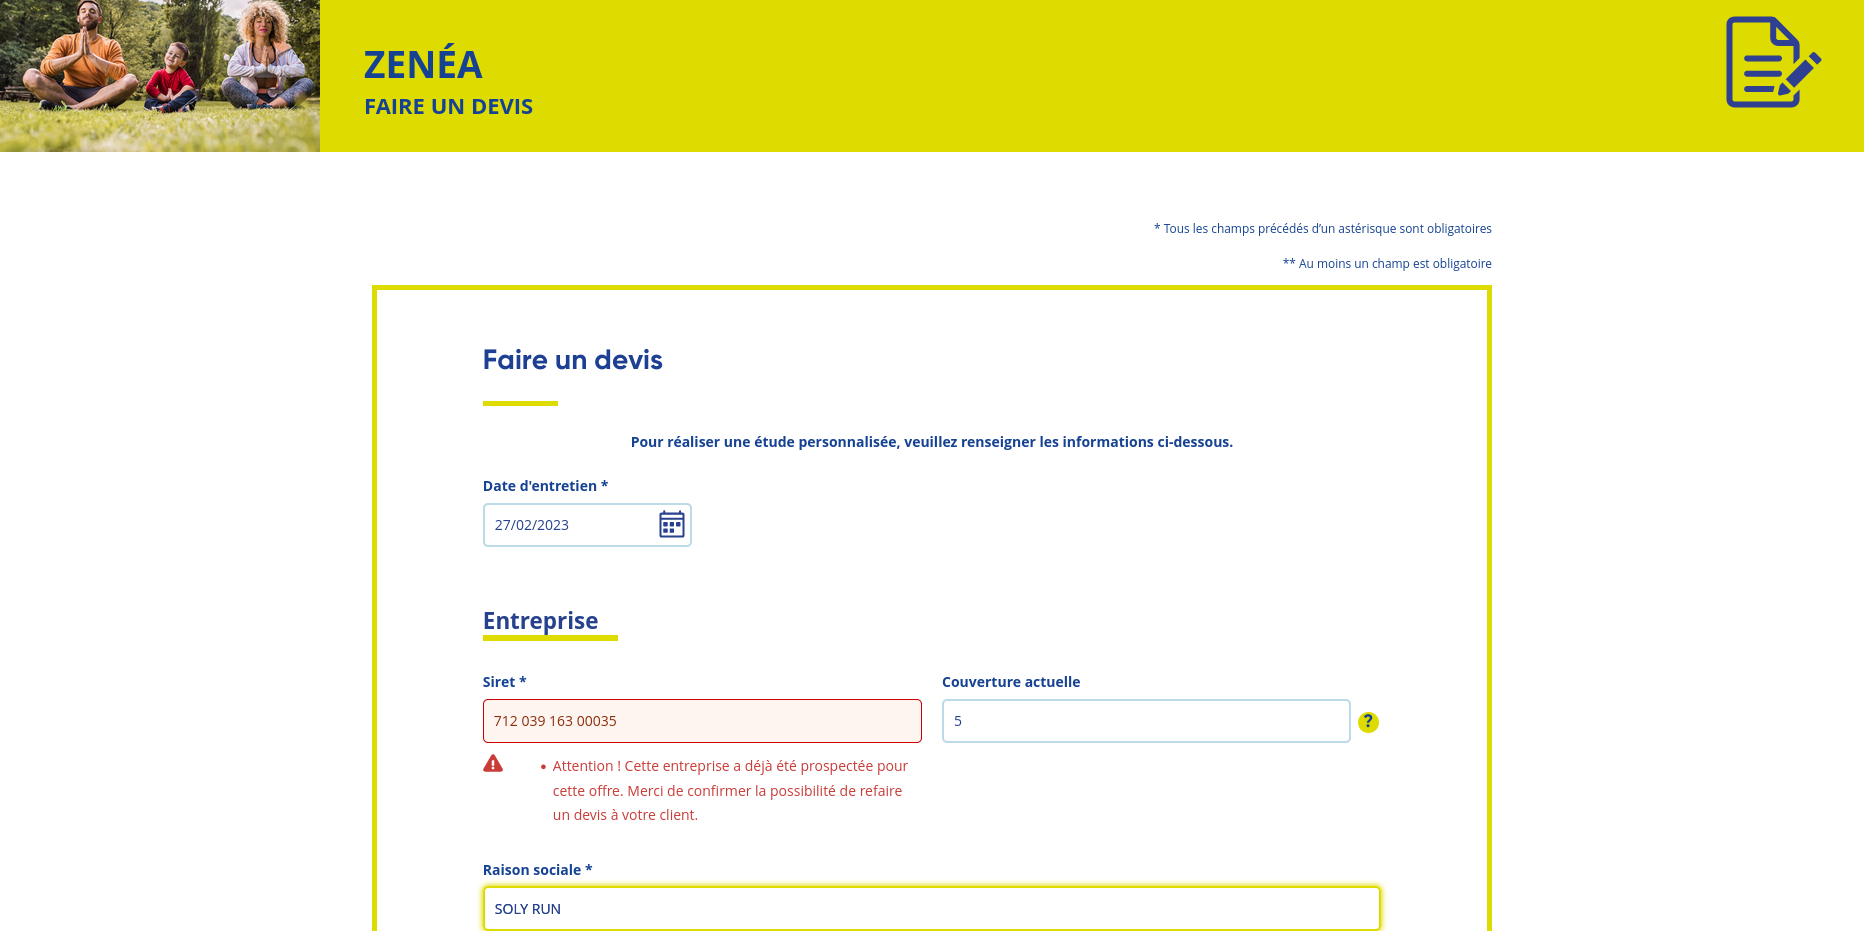 ZENÉA
FAIRE UN DEVIS
* Tous les champs précédés d'un astérisque sont obligatoires
** Au moins un champ est obligatoire
Faire un devis
Pour réaliser une étude personnalisée, veuillez renseigner les informations ci-dessous.
Date d'entretien *
27/02/2023
Entreprise
Siret *
Couverture actuelle
712 039 163 00035
5
?
• Attention ! Cette entreprise a déjà été prospectée pour
cette offre. Merci de confirmer la possibilité de refaire
un devis à votre client.
Raison sociale *
SOLY RUN